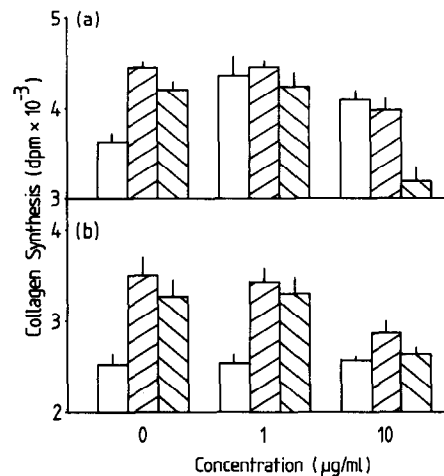 5
(a)
4
3
4
(b)
3
2
Collagen Synthesis (dpm × 10⁻³)
0 1 10
Concentration (µg/ml)